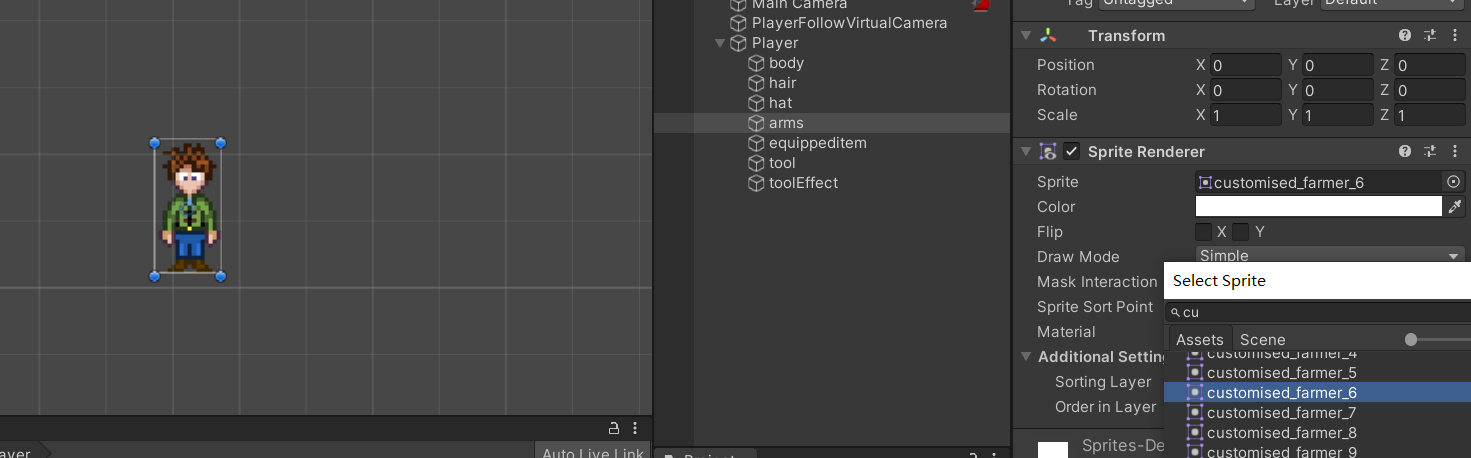 Main Camera
PlayerFollowVirtualCamera
Player
body
hair
hat
arms
equippeditem
tool
toolEffect
Tag Untagged Layer Default
Transform
Position X 0 Y 0 Z 0
Rotation X 0 Y 0 Z 0
Scale X 1 Y 1 Z 1
Sprite Renderer
Sprite customised_farmer_6
Color
Flip X Y
Draw Mode Simple
Mask Interaction
Sprite Sort Point
Material
Additional Setting
Sorting Layer
Order in Layer
Sprites-De
Select Sprite
cu
Assets Scene
customised_farmer_4
customised_farmer_5
customised_farmer_6
customised_farmer_7
customised_farmer_8
customised_farmer_9
ayer
Auto Live Link
Project